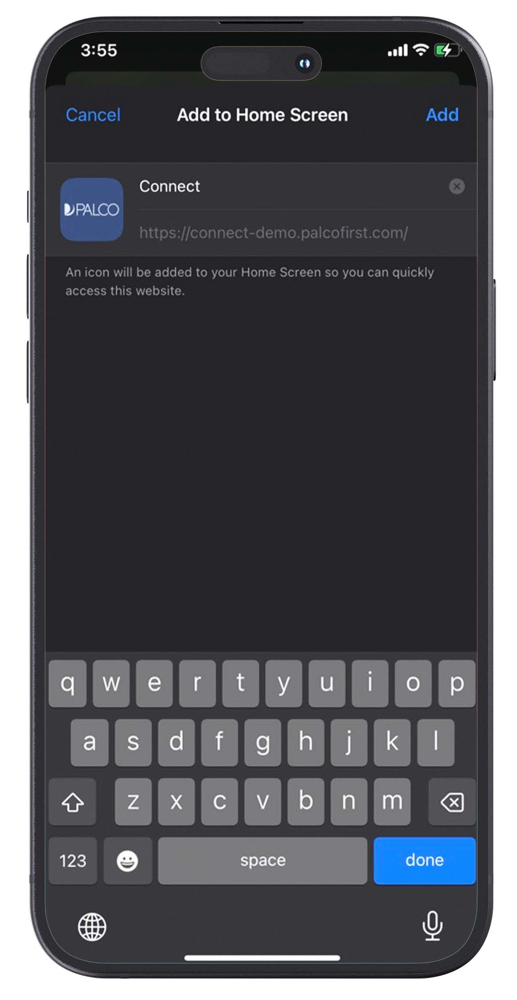 3:55
Cancel Add to Home Screen Add
Connect
PALCO
https://connect-demo.palcofirst.com/
An icon will be added to your Home Screen so you can quickly
access this website.
q w e r t y u i o p
a s d f g h j k l
z x c v b n m
123 space done